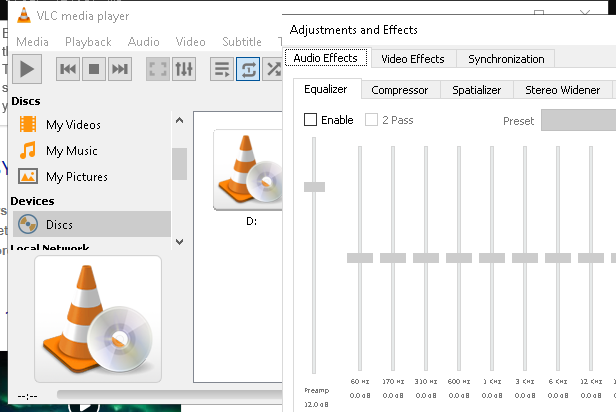 VLC media player
Media Playback Audio Video Subtitle T
Discs
My Videos
My Music
My Pictures
Devices
Discs
Local Network
D:
--:--
Adjustments and Effects
Audio Effects Video Effects Synchronization
Equalizer Compressor Spatializer Stereo Widener
Enable 2 Pass Preset
Preamp
12.0 dB
60 Hz 170 Hz 310 Hz 600 Hz 1 KHz 3 KHz 6 KHz 12 KHz
0.0 dB 0.0 dB 0.0 dB 0.0 dB 0.0 dB 0.0 dB 0.0 dB 0.0 dB